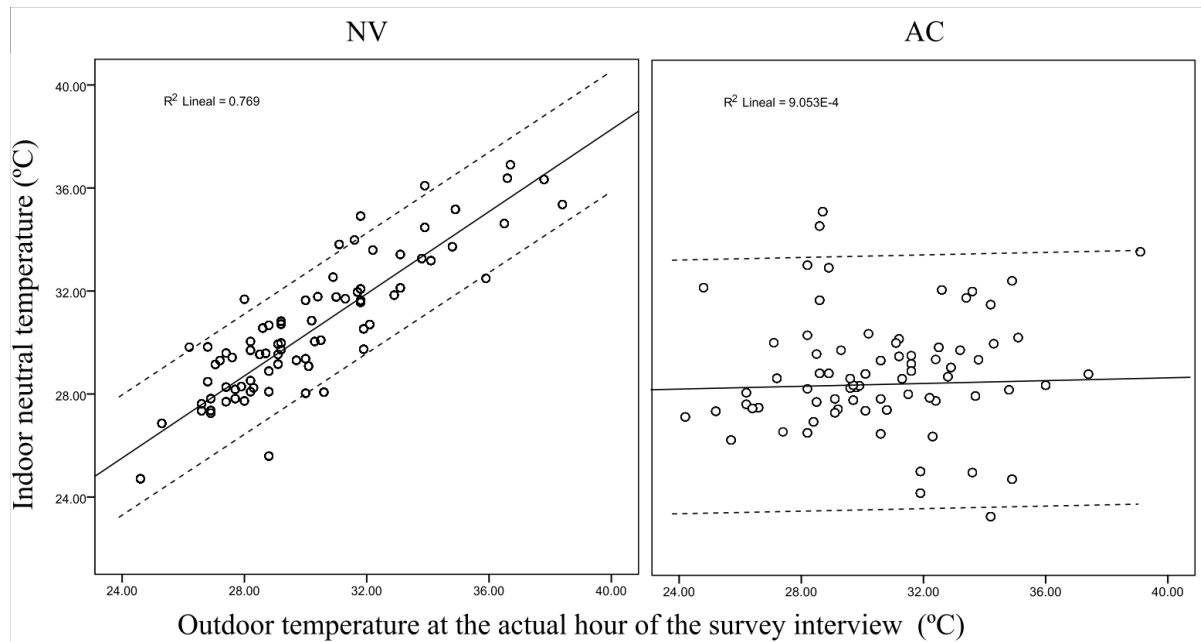 NV
AC
R2 Lineal = 0.769
R2 Lineal = 9.053E-4
Indoor neutral temperature (ºC)
40.00
36.00
32.00
28.00
24.00
24.00 28.00 32.00 36.00 40.00
24.00 28.00 32.00 36.00 40.00
Outdoor temperature at the actual hour of the survey interview (ºC)